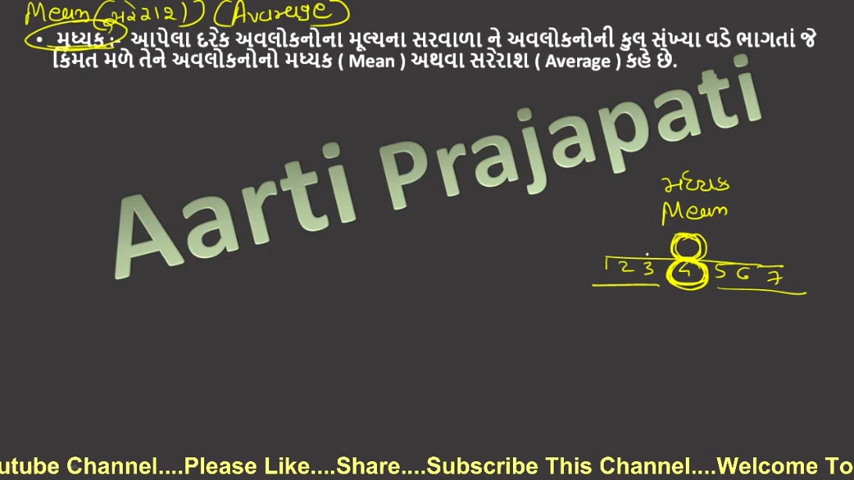 Mean (સરેરાશ) (Average)
• મધ્યક :- આપેલા દરેક અવલોકનોના મૂલ્યના સરવાળા ને અવલોકનોની કુલ સંખ્યા વડે ભાગતાં જે
કિંમત મળે તેને અવલોકનોનો મધ્યક ( Mean ) અથવા સરેરાશ ( Average ) કહે છે.
Aarti Prajapati
મધ્યક
Mean
1 2 3 4 5 6 7
utube Channel....Please Like....Share....Subscribe This Channel....Welcome To